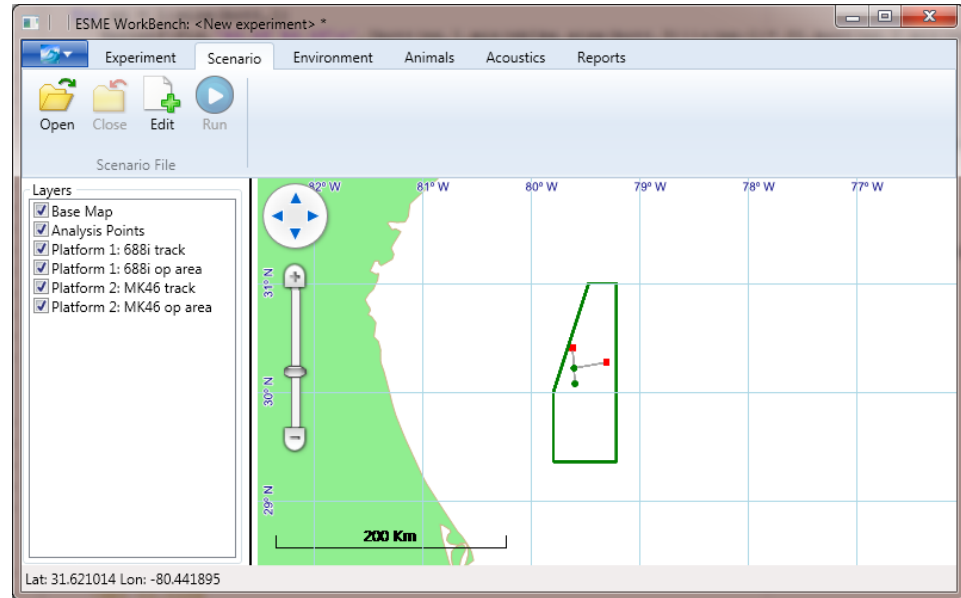 ESME WorkBench: <New experiment> *
Experiment Scenario Environment Animals Acoustics Reports
Open Close Edit Run
Scenario File
Layers
Base Map
Analysis Points
Platform 1: 688i track
Platform 1: 688i op area
Platform 2: MK46 track
Platform 2: MK46 op area
82° W 81° W 80° W 79° W 78° W 77° W
31° N
30° N
29° N
200 Km
Lat: 31.621014 Lon: -80.441895